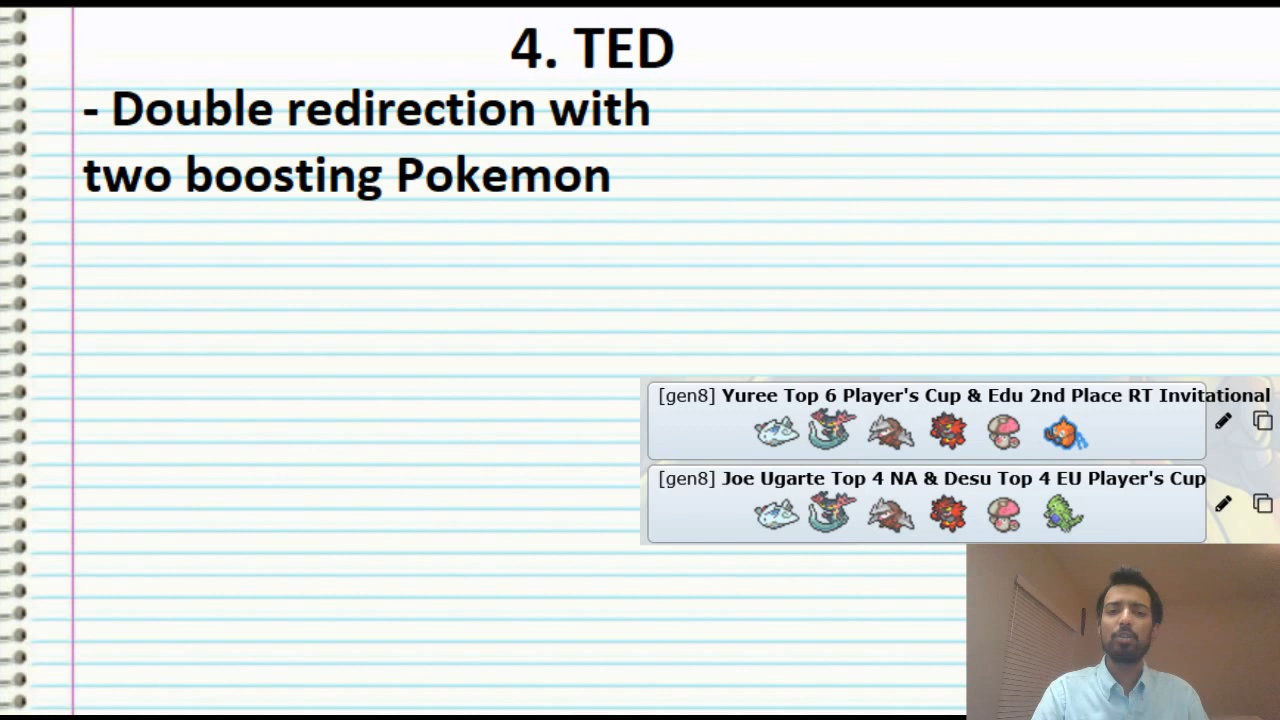 4. TED
- Double redirection with
two boosting Pokemon
[gen8] Yuree Top 6 Player's Cup & Edu 2nd Place RT Invitational
[gen8] Joe Ugarte Top 4 NA & Desu Top 4 EU Player's Cup